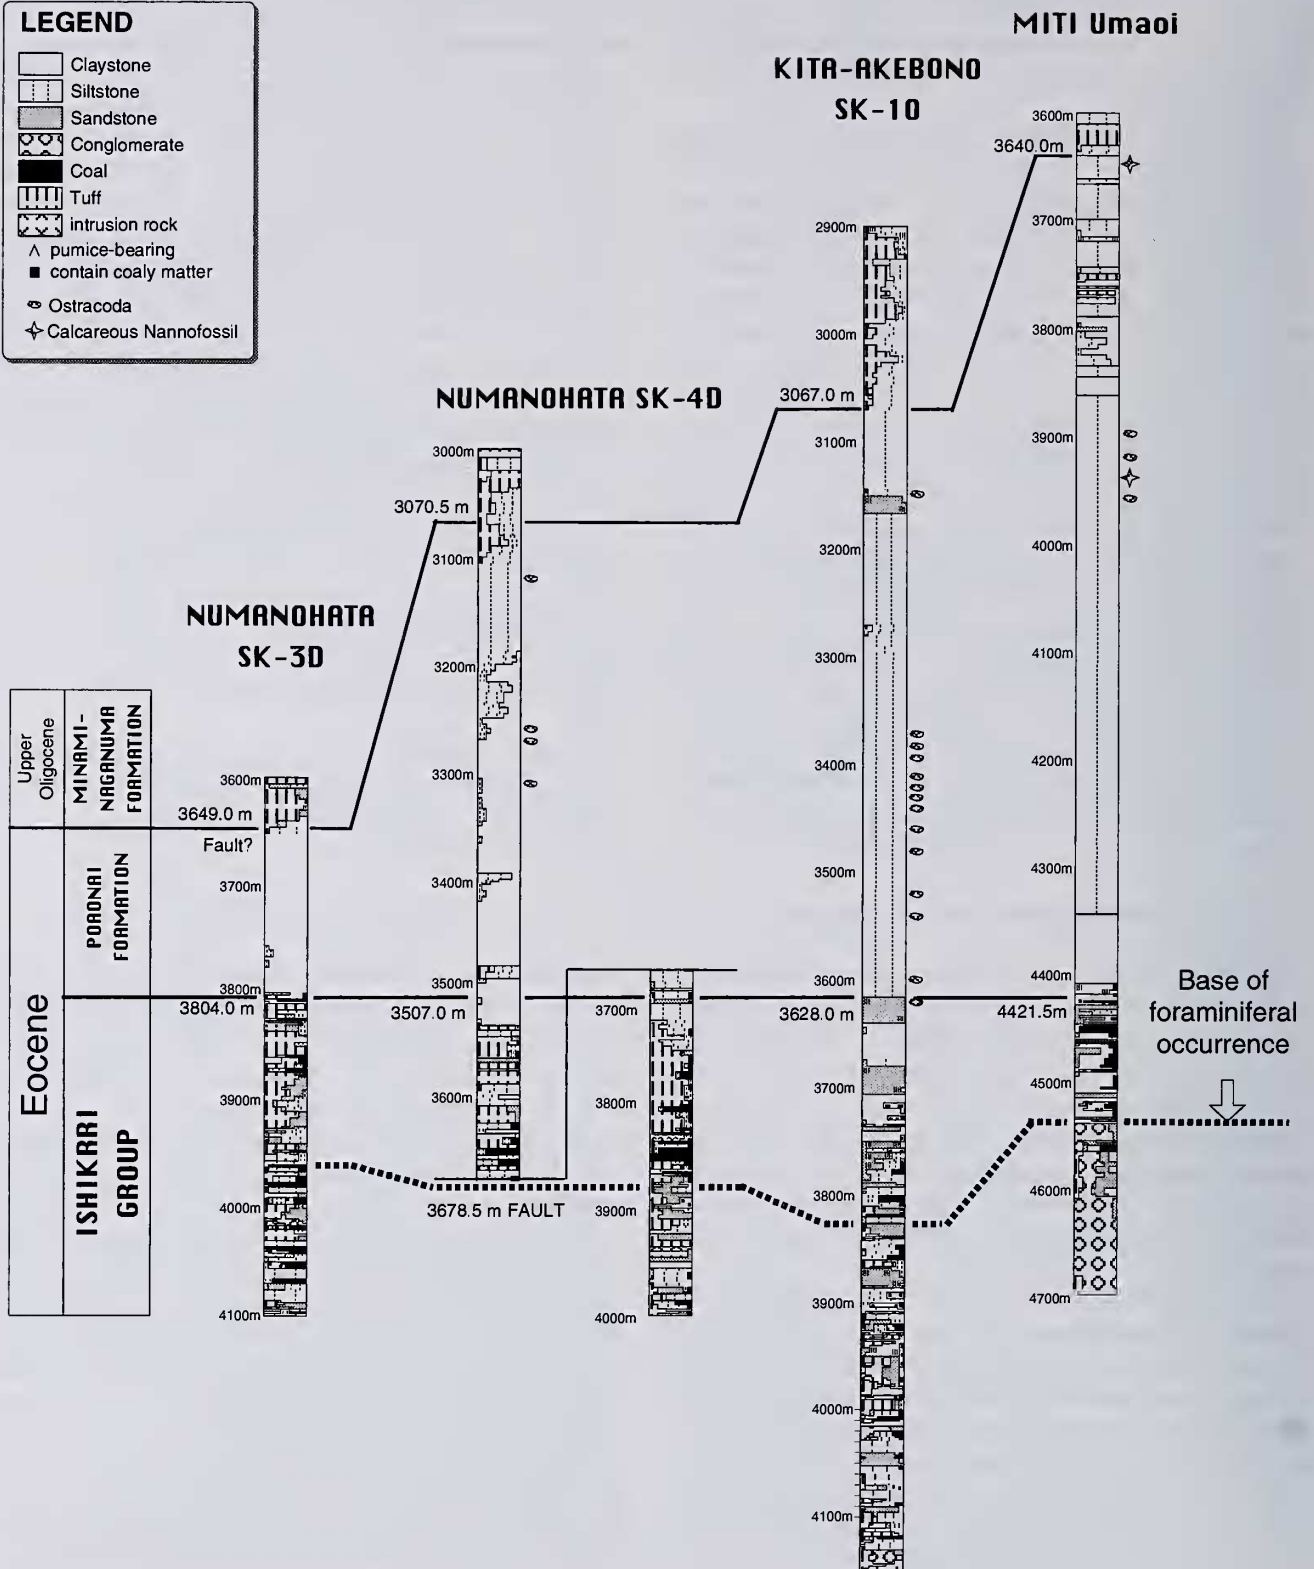 LEGEND
Claystone
Siltstone
Sandstone
Conglomerate
Coal
Tuff
intrusion rock
pumice-bearing
contain coaly matter
Ostracoda
Calcareous Nannofossil
MITI Umaoi
KITA-AKEBONO
SK-10
NUMANOHATA SK-4D
NUMANOHATA
SK-3D
Upper
Oligocene
MINAMI-
NAGANUMA
FORMATION
PORONAI
FORMATION
Eocene
ISHIKARI
GROUP
3600m
3649.0 m
Fault?
3700m
3800m
3804.0 m
3900m
4000m
4100m
3000m
3070.5 m
3100m
3200m
3300m
3400m
3500m
3507.0 m
3600m
3678.5 m FAULT
3700m
3800m
3900m
4000m
2900m
3000m
3067.0 m
3100m
3200m
3300m
3400m
3500m
3600m
3628.0 m
3700m
3800m
3900m
4000m
4100m
3600m
3640.0m
3700m
3800m
3900m
4000m
4100m
4200m
4300m
4400m
4421.5m
4500m
4600m
4700m
Base of
foraminiferal
occurrence